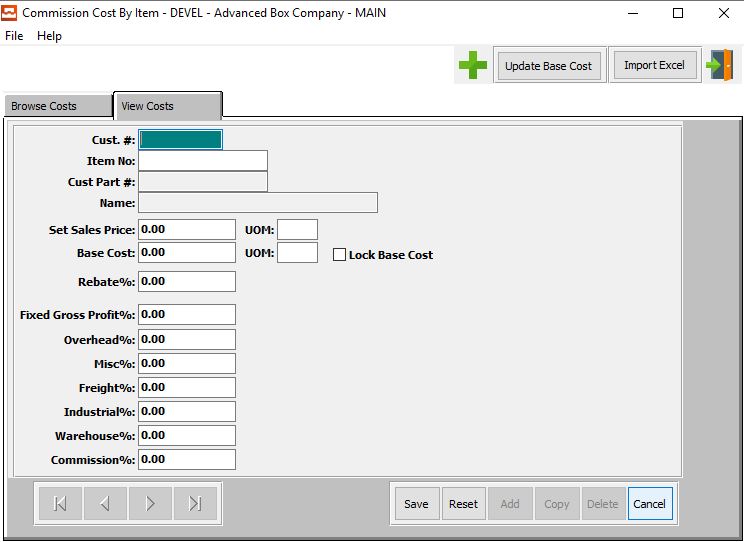 Commission Cost By Item - DEVEL - Advanced Box Company - MAIN
File Help
Update Base Cost Import Excel
Browse Costs View Costs
Cust. #:
Item No:
Cust Part #:
Name:
Set Sales Price: 0.00 UOM:
Base Cost: 0.00 UOM: Lock Base Cost
Rebate%: 0.00
Fixed Gross Profit%: 0.00
Overhead%: 0.00
Misc%: 0.00
Freight%: 0.00
Industrial%: 0.00
Warehouse%: 0.00
Commission%: 0.00
Save Reset Add Copy Delete Cancel